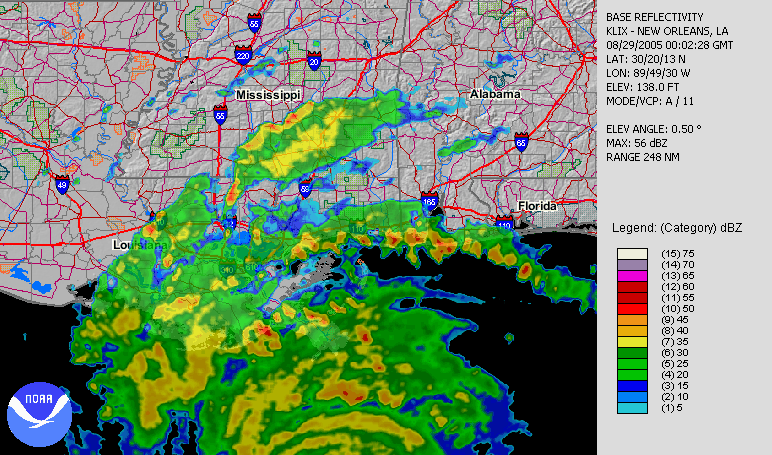 55
220
20
Mississippi
Alabama
55
65
49
59
165
Florida
110
Louisiana
310
NOAA
BASE REFLECTIVITY
KLIX - NEW ORLEANS, LA
08/29/2005 00:02:28 GMT
LAT: 30/20/13 N
LON: 89/49/30 W
ELEV: 138.0 FT
MODE/VCP: A / 11
ELEV ANGLE: 0.50 °
MAX: 56 dBZ
RANGE 248 NM
Legend: (Category) dBZ
(15) 75
(14) 70
(13) 65
(12) 60
(11) 55
(10) 50
(9) 45
(8) 40
(7) 35
(6) 30
(5) 25
(4) 20
(3) 15
(2) 10
(1) 5